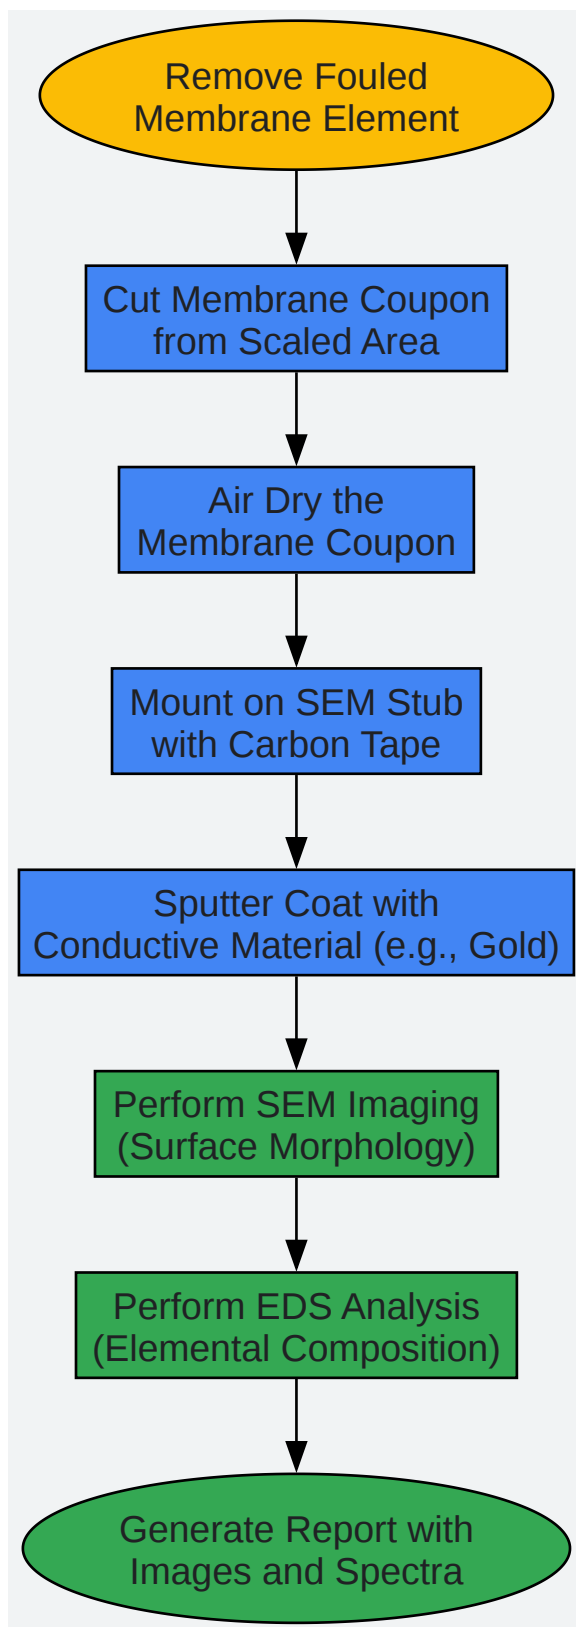 Remove Fouled
Membrane Element
Cut Membrane Coupon
from Scaled Area
Air Dry the
Membrane Coupon
Mount on SEM Stub
with Carbon Tape
Sputter Coat with
Conductive Material (e.g., Gold)
Perform SEM Imaging
(Surface Morphology)
Perform EDS Analysis
(Elemental Composition)
Generate Report with
Images and Spectra